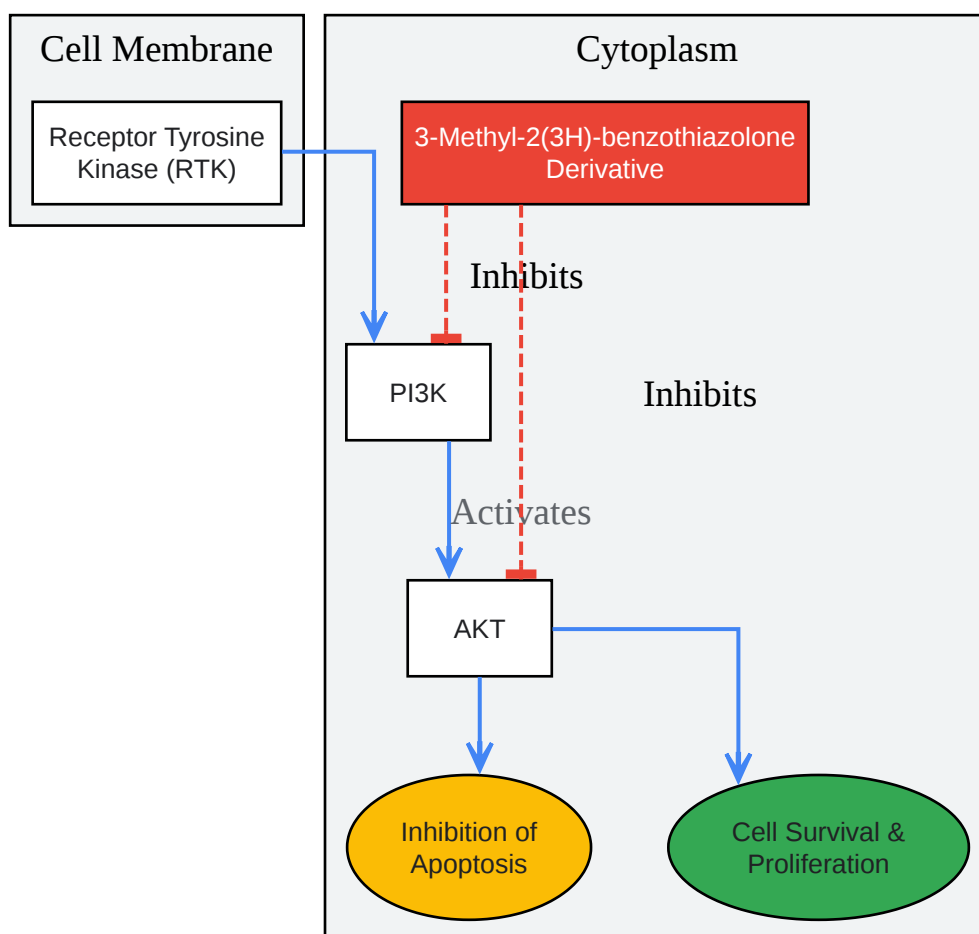 Cell Membrane
Receptor Tyrosine
Kinase (RTK)
Cytoplasm
3-Methyl-2(3H)-benzothiazolone
Derivative
Inhibits
PI3K
Inhibits
Activates
AKT
Inhibition of
Apoptosis
Cell Survival &
Proliferation